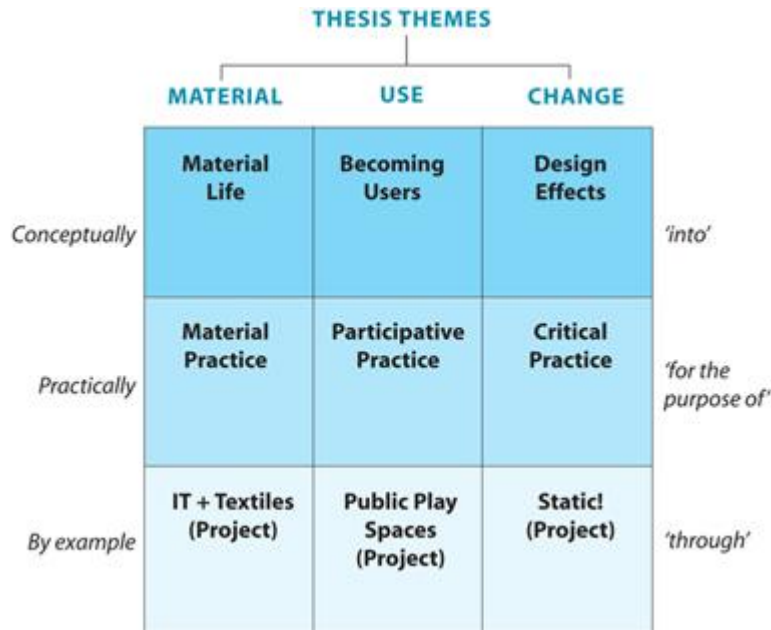 THESIS THEMES
MATERIAL
USE
CHANGE
Conceptually
Material
Life
Becoming
Users
Design
Effects
‘into’
Practically
Material
Practice
Participative
Practice
Critical
Practice
‘for the
purpose of’
By example
IT + Textiles
(Project)
Public Play
Spaces
(Project)
Static!
(Project)
‘through’